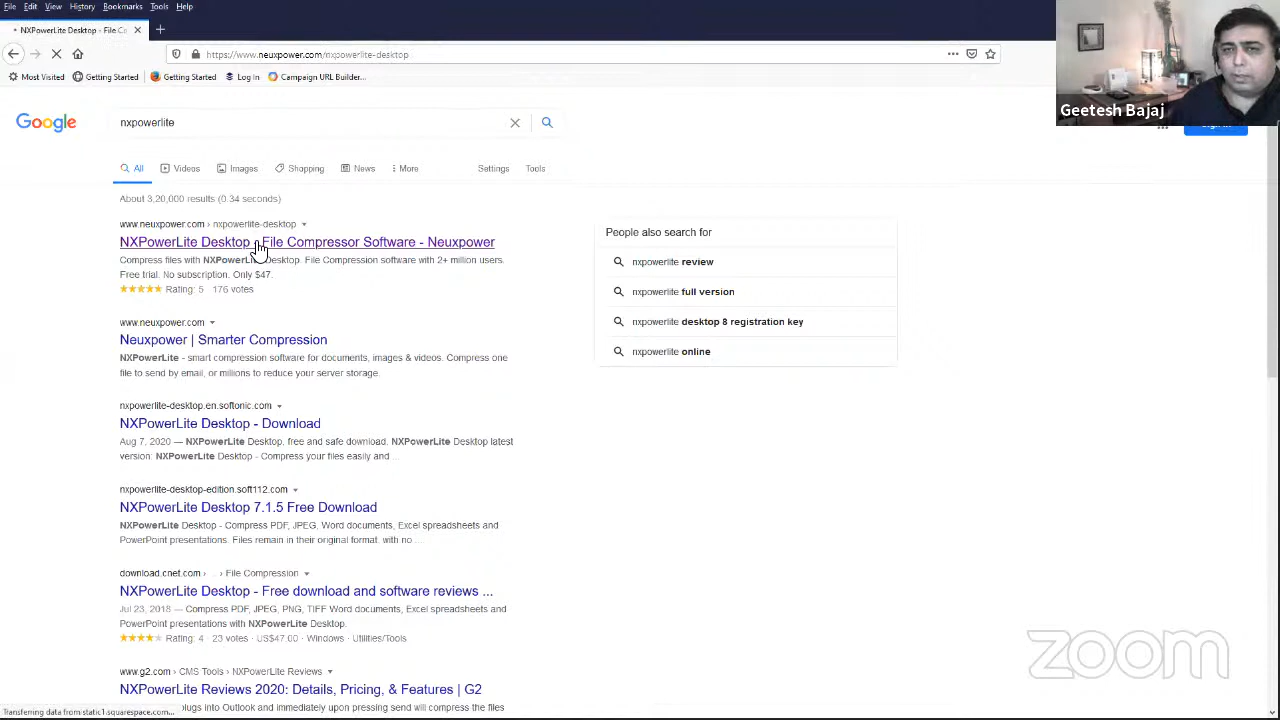 File Edit View History Bookmarks Tools Help
NXPowerLite Desktop - File Co
https://www.neuxpower.com/nxpowerlite-desktop
Most Visited Getting Started Getting Started Log In Campaign URL Builder...
Geetesh Bajaj
Google nxpowerlite
All Videos Images Shopping News More Settings Tools
About 3,20,000 results (0.34 seconds)
www.neuxpower.com › nxpowerlite-desktop
NXPowerLite Desktop - File Compressor Software - Neuxpower
Compress files with NXPowerLite Desktop. File Compression software with 2+ million users.
Free trial. No subscription. Only $47.
Rating: 5 176 votes
www.neuxpower.com
Neuxpower | Smarter Compression
NXPowerLite - smart compression software for documents, images & videos. Compress one
file to send by email, or millions to reduce your server storage.
nxpowerlite-desktop.en.softonic.com
NXPowerLite Desktop - Download
Aug 7, 2020 — NXPowerLite Desktop, free and safe download. NXPowerLite Desktop latest
version: NXPowerLite Desktop - Compress your files easily and ...
nxpowerlite-desktop-edition.soft112.com
NXPowerLite Desktop 7.1.5 Free Download
NXPowerLite Desktop - Compress PDF, JPEG, Word documents, Excel spreadsheets and
PowerPoint presentations. Files remain in their original format, with no ...
download.cnet.com › ... › File Compression
NXPowerLite Desktop - Free download and software reviews ...
Jul 23, 2018 — Compress PDF, JPEG, PNG, TIFF Word documents, Excel spreadsheets and
PowerPoint presentations with NXPowerLite Desktop.
Rating: 4 · 23 votes · US$47.00 · Windows · Utilities/Tools
www.g2.com › CMS Tools › NXPowerLite Reviews
NXPowerLite Reviews 2020: Details, Pricing, & Features | G2
plugs into Outlook and immediately upon pressing send will compress the files
People also search for
nxpowerlite review
nxpowerlite full version
nxpowerlite desktop 8 registration key
nxpowerlite online
zoom
Transferring data from static1.squarespace.com...